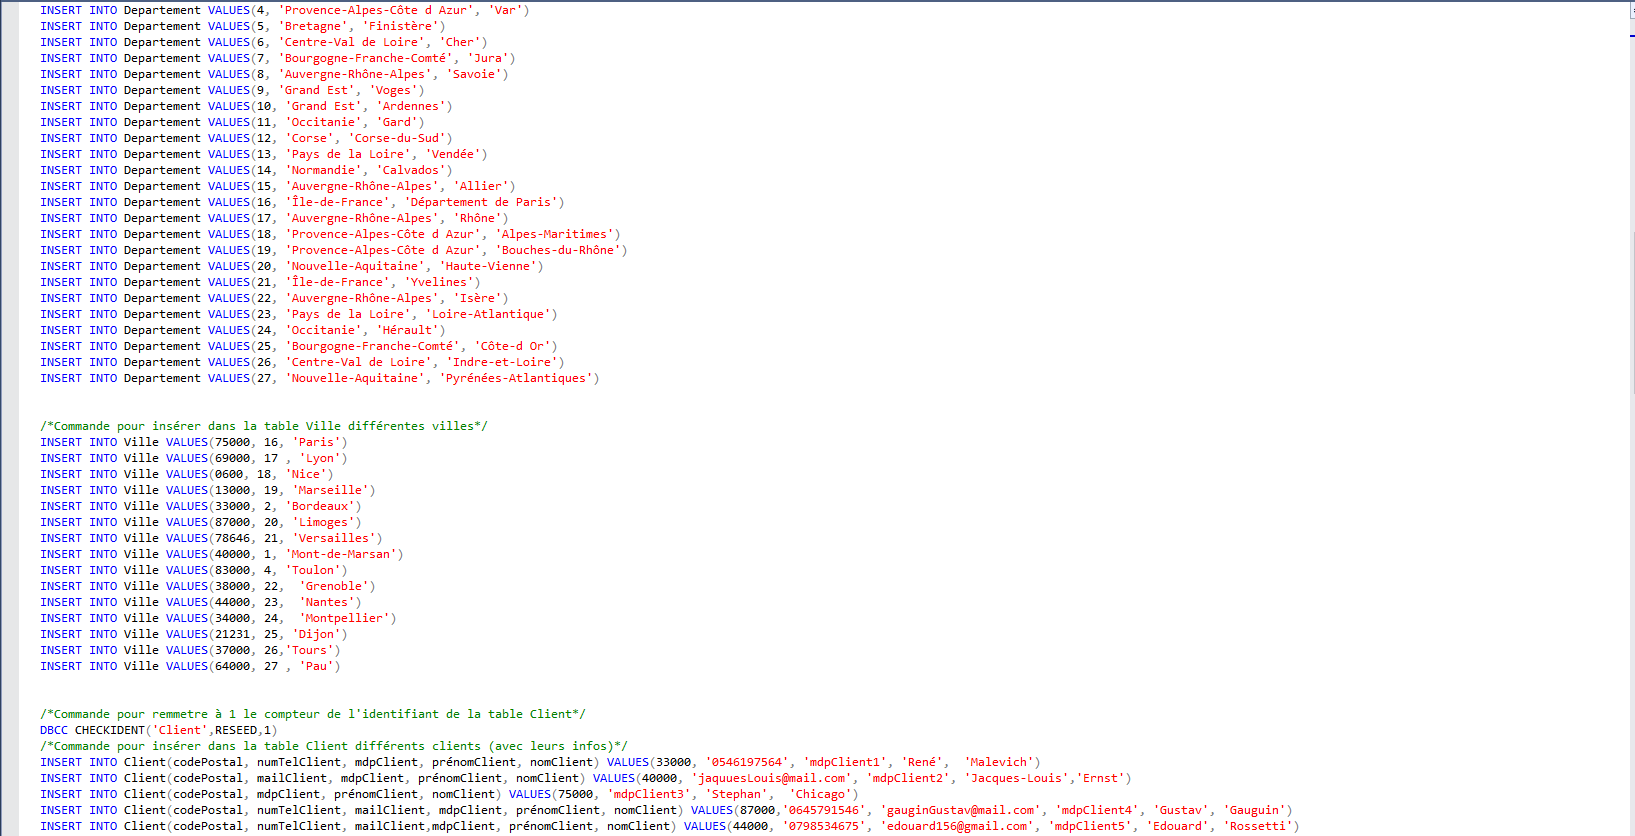 INSERT INTO Departement VALUES(4, 'Provence-Alpes-Côte d Azur', 'Var')
INSERT INTO Departement VALUES(5, 'Bretagne', 'Finistère')
INSERT INTO Departement VALUES(6, 'Centre-Val de Loire', 'Cher')
INSERT INTO Departement VALUES(7, 'Bourgogne-Franche-Comté', 'Jura')
INSERT INTO Departement VALUES(8, 'Auvergne-Rhône-Alpes', 'Savoie')
INSERT INTO Departement VALUES(9, 'Grand Est', 'Voges')
INSERT INTO Departement VALUES(10, 'Grand Est', 'Ardennes')
INSERT INTO Departement VALUES(11, 'Occitanie', 'Gard')
INSERT INTO Departement VALUES(12, 'Corse', 'Corse-du-Sud')
INSERT INTO Departement VALUES(13, 'Pays de la Loire', 'Vendée')
INSERT INTO Departement VALUES(14, 'Normandie', 'Calvados')
INSERT INTO Departement VALUES(15, 'Auvergne-Rhône-Alpes', 'Allier')
INSERT INTO Departement VALUES(16, 'Île-de-France', 'Département de Paris')
INSERT INTO Departement VALUES(17, 'Auvergne-Rhône-Alpes', 'Rhône')
INSERT INTO Departement VALUES(18, 'Provence-Alpes-Côte d Azur', 'Alpes-Maritimes')
INSERT INTO Departement VALUES(19, 'Provence-Alpes-Côte d Azur', 'Bouches-du-Rhône')
INSERT INTO Departement VALUES(20, 'Nouvelle-Aquitaine', 'Haute-Vienne')
INSERT INTO Departement VALUES(21, 'Île-de-France', 'Yvelines')
INSERT INTO Departement VALUES(22, 'Auvergne-Rhône-Alpes', 'Isère')
INSERT INTO Departement VALUES(23, 'Pays de la Loire', 'Loire-Atlantique')
INSERT INTO Departement VALUES(24, 'Occitanie', 'Hérault')
INSERT INTO Departement VALUES(25, 'Bourgogne-Franche-Comté', 'Côte-d Or')
INSERT INTO Departement VALUES(26, 'Centre-Val de Loire', 'Indre-et-Loire')
INSERT INTO Departement VALUES(27, 'Nouvelle-Aquitaine', 'Pyrénées-Atlantiques')
/*Commande pour insérer dans la table Ville différentes villes*/
INSERT INTO Ville VALUES(75000, 16, 'Paris')
INSERT INTO Ville VALUES(69000, 17 , 'Lyon')
INSERT INTO Ville VALUES(0600, 18, 'Nice')
INSERT INTO Ville VALUES(13000, 19, 'Marseille')
INSERT INTO Ville VALUES(33000, 2, 'Bordeaux')
INSERT INTO Ville VALUES(87000, 20, 'Limoges')
INSERT INTO Ville VALUES(78646, 21, 'Versailles')
INSERT INTO Ville VALUES(40000, 1, 'Mont-de-Marsan')
INSERT INTO Ville VALUES(83000, 4, 'Toulon')
INSERT INTO Ville VALUES(38000, 22,  'Grenoble')
INSERT INTO Ville VALUES(44000, 23,  'Nantes')
INSERT INTO Ville VALUES(34000, 24,  'Montpellier')
INSERT INTO Ville VALUES(21231, 25, 'Dijon')
INSERT INTO Ville VALUES(37000, 26,'Tours')
INSERT INTO Ville VALUES(64000, 27 , 'Pau')
/*Commande pour remmetre à 1 le compteur de l'identifiant de la table Client*/
DBCC CHECKIDENT('Client',RESEED,1)
/*Commande pour insérer dans la table Client différents clients (avec leurs infos)*/
INSERT INTO Client(codePostal, numTelClient, mdpClient, prénomClient, nomClient) VALUES(33000, '0546197564', 'mdpClient1', 'René',  'Malevich')
INSERT INTO Client(codePostal, mailClient, mdpClient, prénomClient, nomClient) VALUES(40000, 'jaquuesLouis@mail.com', 'mdpClient2', 'Jacques-Louis','Ernst')
INSERT INTO Client(codePostal, mdpClient, prénomClient, nomClient) VALUES(75000, 'mdpClient3', 'Stephan',  'Chicago')
INSERT INTO Client(codePostal, numTelClient, mailClient, mdpClient, prénomClient, nomClient) VALUES(87000,'0645791546', 'gauginGustav@mail.com', 'mdpClient4', 'Gustav', 'Gauguin')
INSERT INTO Client(codePostal, numTelClient, mailClient,mdpClient, prénomClient, nomClient) VALUES(44000, '0798534675', 'edouard156@gmail.com', 'mdpClient5', 'Edouard', 'Rossetti')